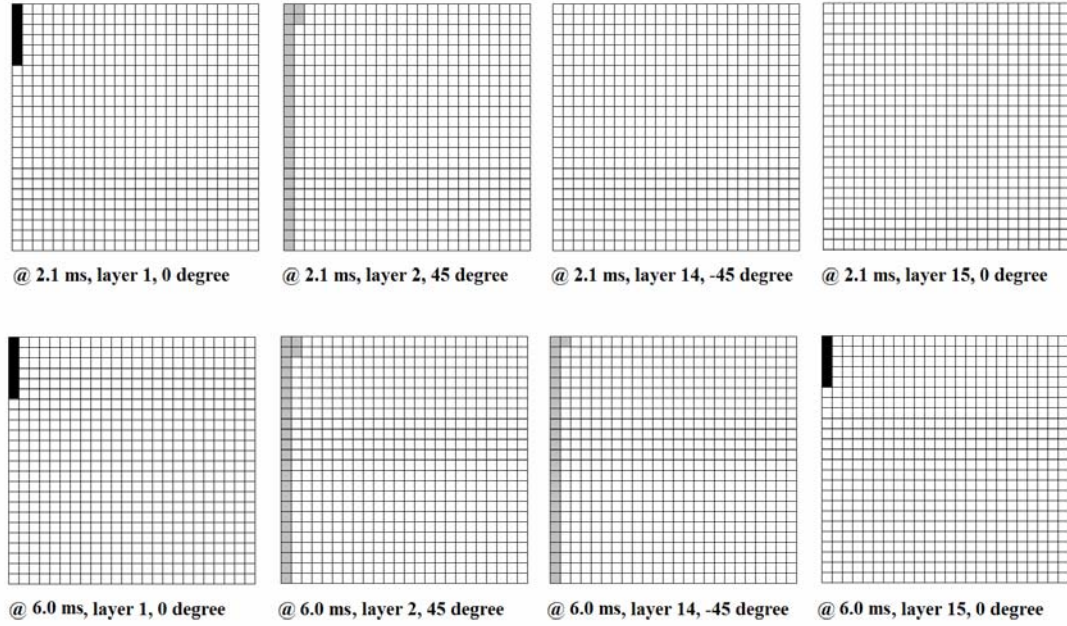 @ 2.1 ms, layer 1, 0 degree
@ 2.1 ms, layer 2, 45 degree
@ 2.1 ms, layer 14, -45 degree
@ 2.1 ms, layer 15, 0 degree
@ 6.0 ms, layer 1, 0 degree
@ 6.0 ms, layer 2, 45 degree
@ 6.0 ms, layer 14, -45 degree
@ 6.0 ms, layer 15, 0 degree